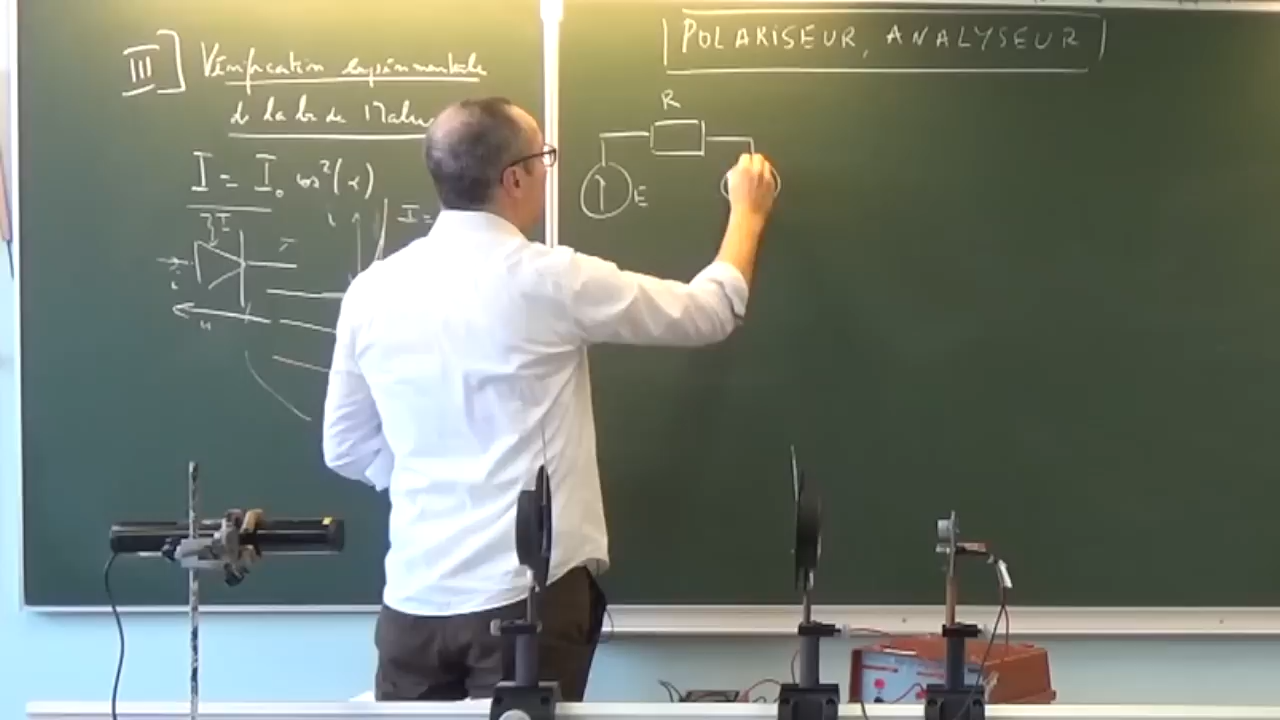 III] Vérification expérimentale
de la loi de Malus
I = I₀ cos²(α)
I
i
I =
i
u
POLARISEUR, ANALYSEUR
R
E